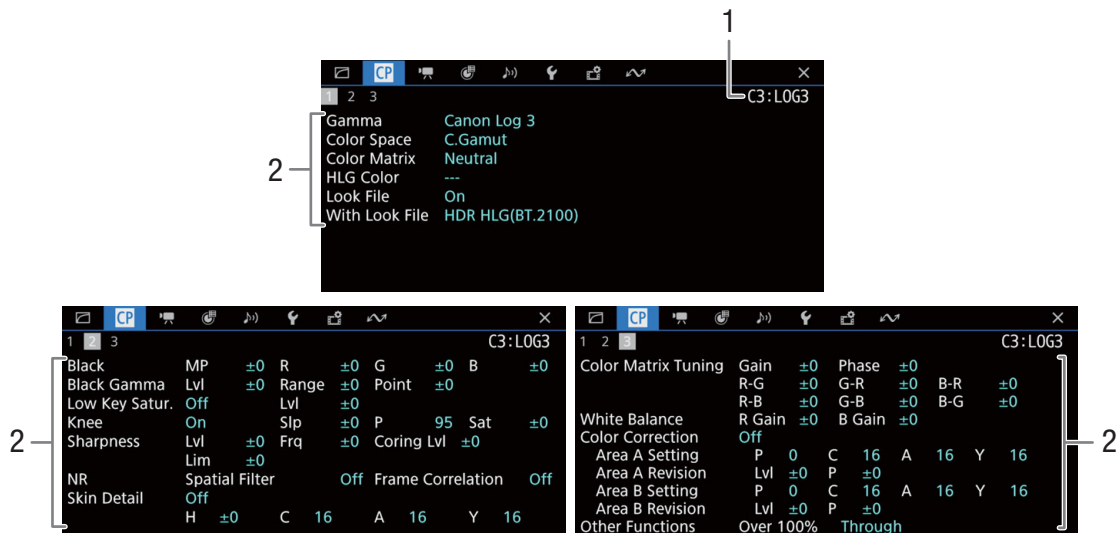 1
CP
1 2 3 C3:LOG3
Gamma Canon Log 3
Color Space C.Gamut
Color Matrix Neutral
HLG Color ---
Look File On
With Look File HDR HLG(BT.2100)
2
CP
1 2 3 C3:LOG3
Black MP ±0 R ±0 G ±0 B ±0
Black Gamma Lvl ±0 Range ±0 Point ±0
Low Key Satur. Off Lvl ±0
Knee On Slp ±0 P 95 Sat ±0
Sharpness Lvl ±0 Frq ±0 Coring Lvl ±0
Lim ±0
NR Spatial Filter Off Frame Correlation Off
Skin Detail Off
H ±0 C 16 A 16 Y 16
2
CP
1 2 3 C3:LOG3
Color Matrix Tuning Gain ±0 Phase ±0
R-G ±0 G-R ±0 B-R ±0
R-B ±0 G-B ±0 B-G ±0
White Balance R Gain ±0 B Gain ±0
Color Correction Off
Area A Setting P 0 C 16 A 16 Y 16
Area A Revision Lvl ±0 P ±0
Area B Setting P 0 C 16 A 16 Y 16
Area B Revision Lvl ±0 P ±0
Other Functions Over 100% Through
2